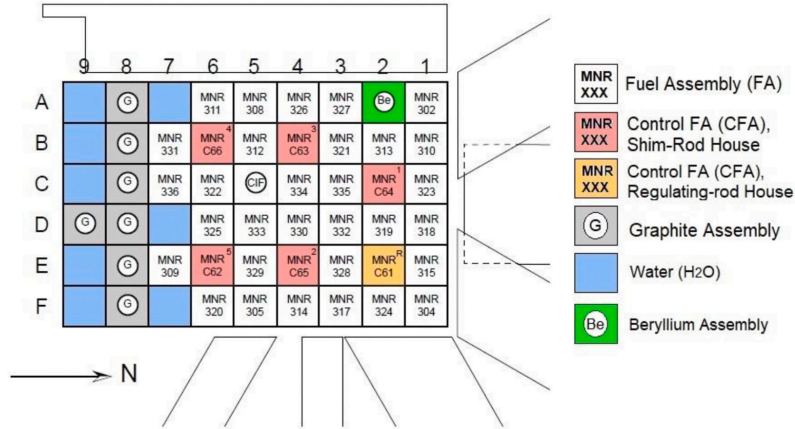 9 8 7 6 5 4 3 2 1
A G MNR 311 MNR 308 MNR 326 MNR 327 Be MNR 302
B G MNR 331 MNR 4 C66 MNR 312 MNR 3 C63 MNR 321 MNR 313 MNR 310
C G MNR 336 MNR 322 CIF MNR 334 MNR 335 MNR 1 C64 MNR 323
D G G MNR 325 MNR 333 MNR 330 MNR 332 MNR 319 MNR 318
E G MNR 309 MNR 5 C62 MNR 329 MNR 2 C65 MNR 328 MNR R C61 MNR 315
F G MNR 320 MNR 305 MNR 314 MNR 317 MNR 324 MNR 304
N
MNR
XXX
Fuel Assembly (FA)
MNR
XXX
Control FA (CFA),
Shim-Rod House
MNR
XXX
Control FA (CFA),
Regulating-rod House
G
Graphite Assembly
Water (H2O)
Be
Beryllium Assembly